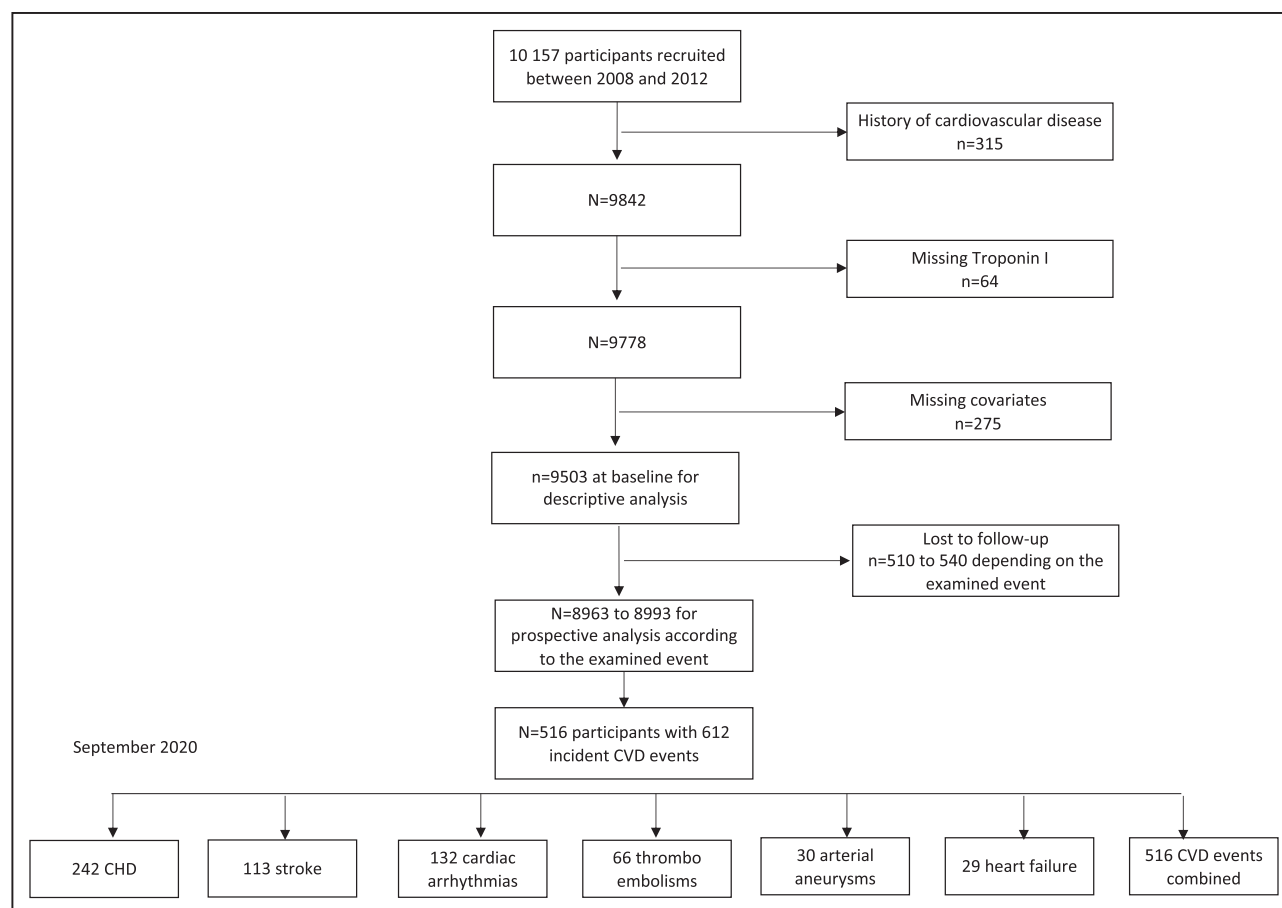 10 157 participants recruited
between 2008 and 2012
History of cardiovascular disease
n=315
N=9842
Missing Troponin I
n=64
N=9778
Missing covariates
n=275
n=9503 at baseline for
descriptive analysis
Lost to follow-up
n=510 to 540 depending on the
examined event
N=8963 to 8993 for
prospective analysis according
to the examined event
N=516 participants with 612
incident CVD events
September 2020
242 CHD
113 stroke
132 cardiac
arrhythmias
66 thrombo
embolisms
30 arterial
aneurysms
29 heart failure
516 CVD events
combined